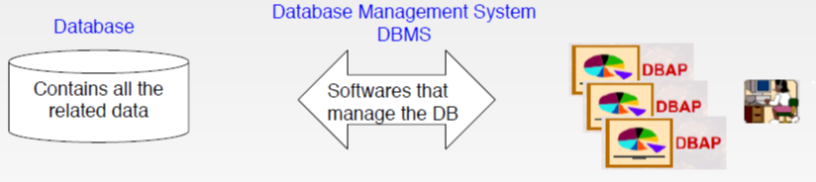 Database
Contains all the
related data
Database Management System
DBMS
Softwares that
manage the DB
DBAP
DBAP
DBAP